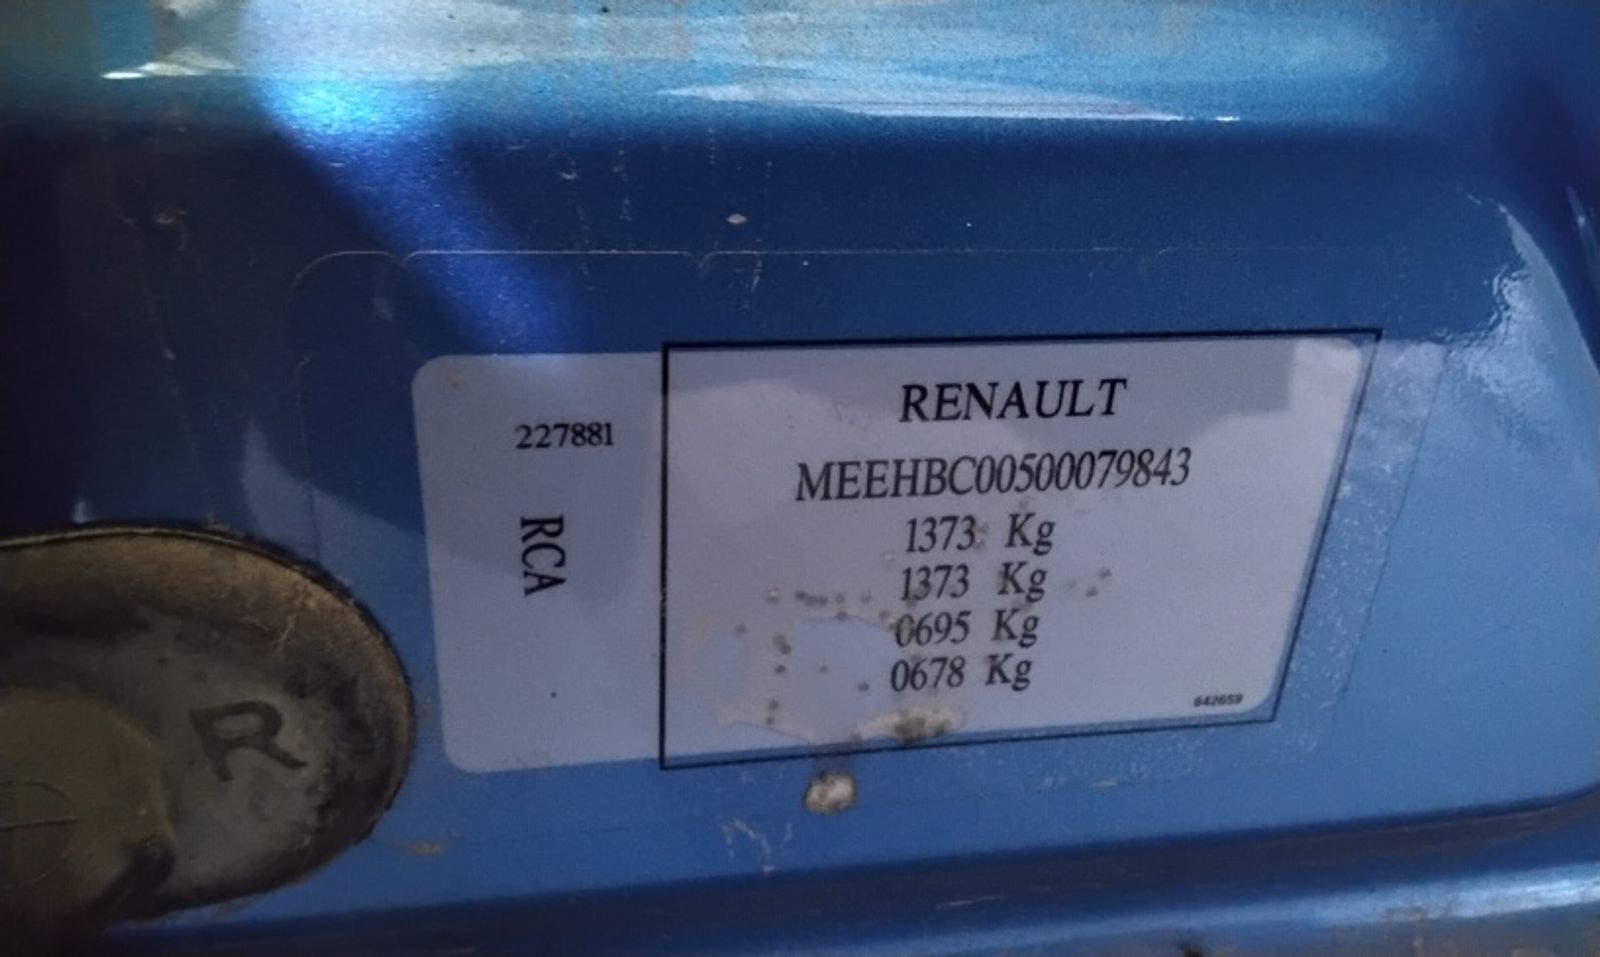 227881
RCA
RENAULT
MEEHBC00500079843
1373 Kg
1373 Kg
0695 Kg
0678 Kg
642659
R